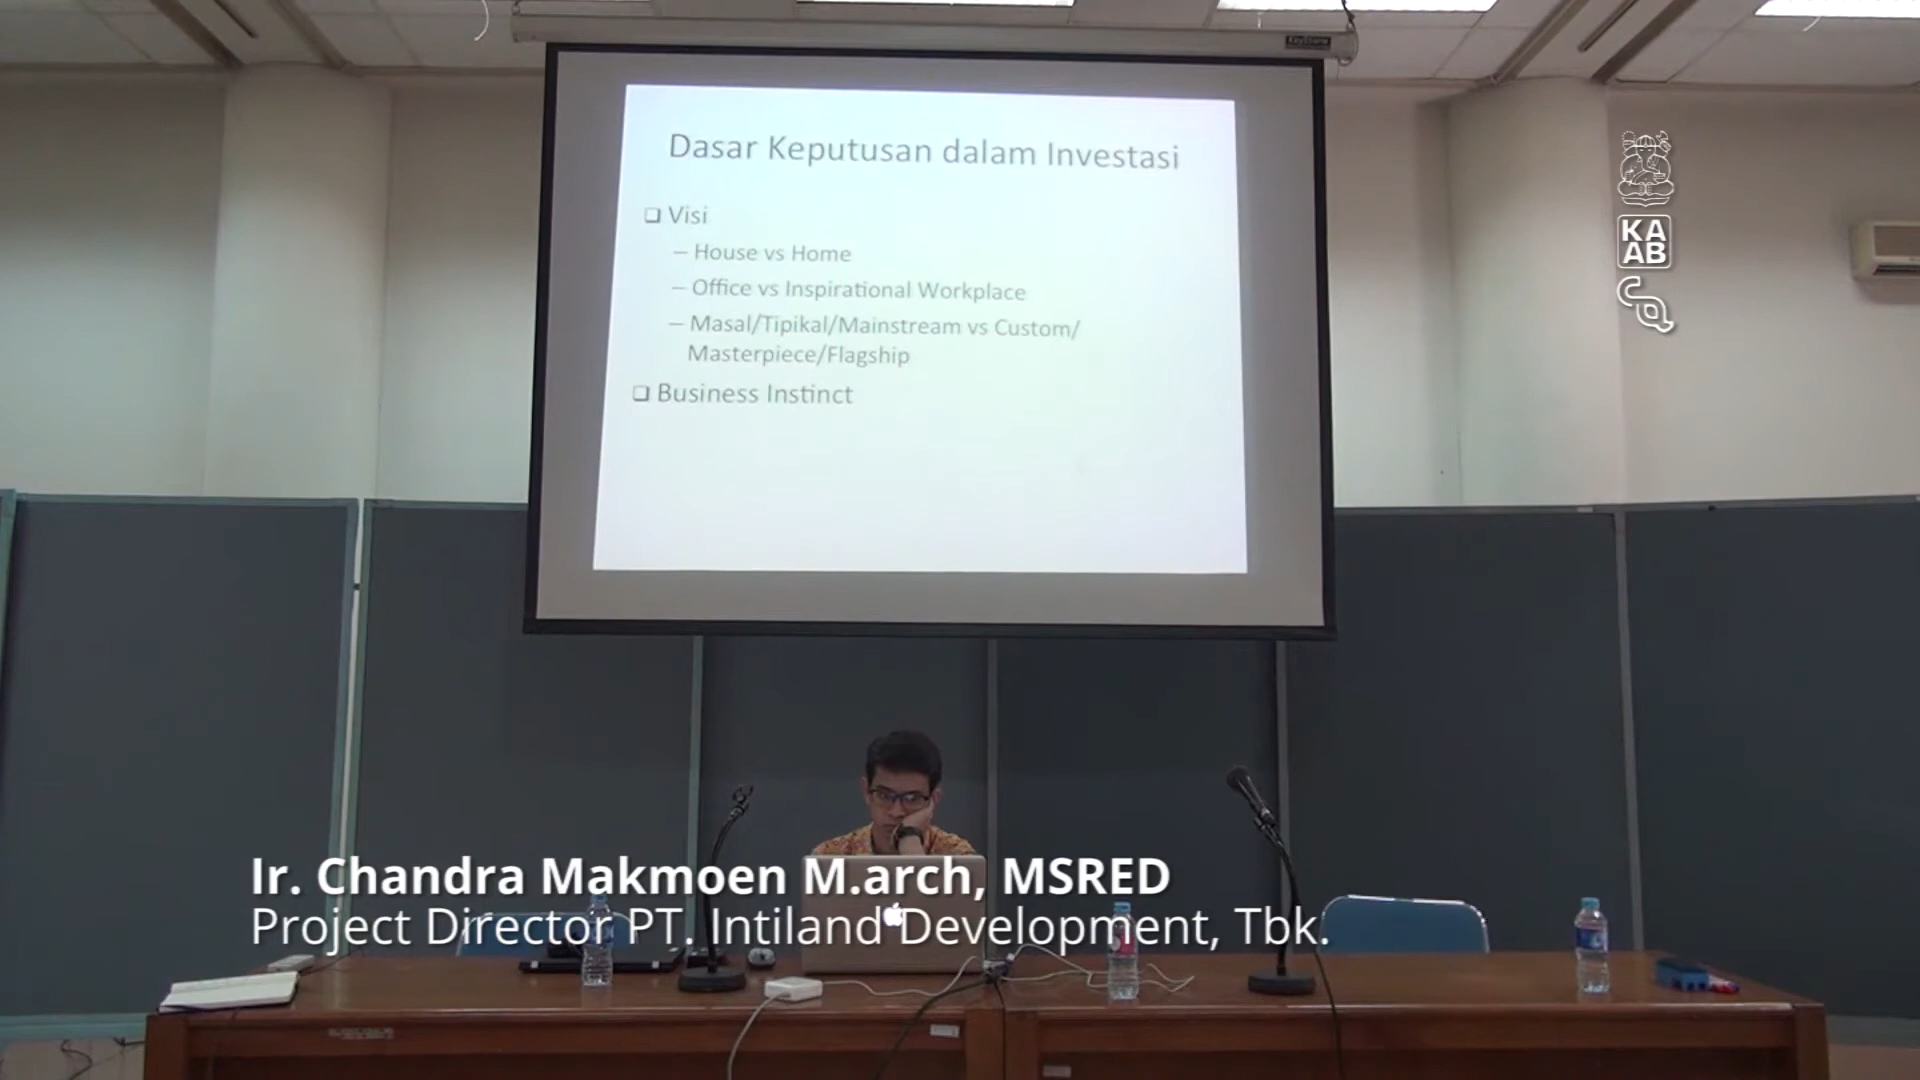 KeyStone
Dasar Keputusan dalam Investasi
Visi
– House vs Home
– Office vs Inspirational Workplace
– Masal/Tipikal/Mainstream vs Custom/
Masterpiece/Flagship
Business Instinct
KA
AB
Ir. Chandra Makmoen M.arch, MSRED
Project Director PT. Intiland Development, Tbk.